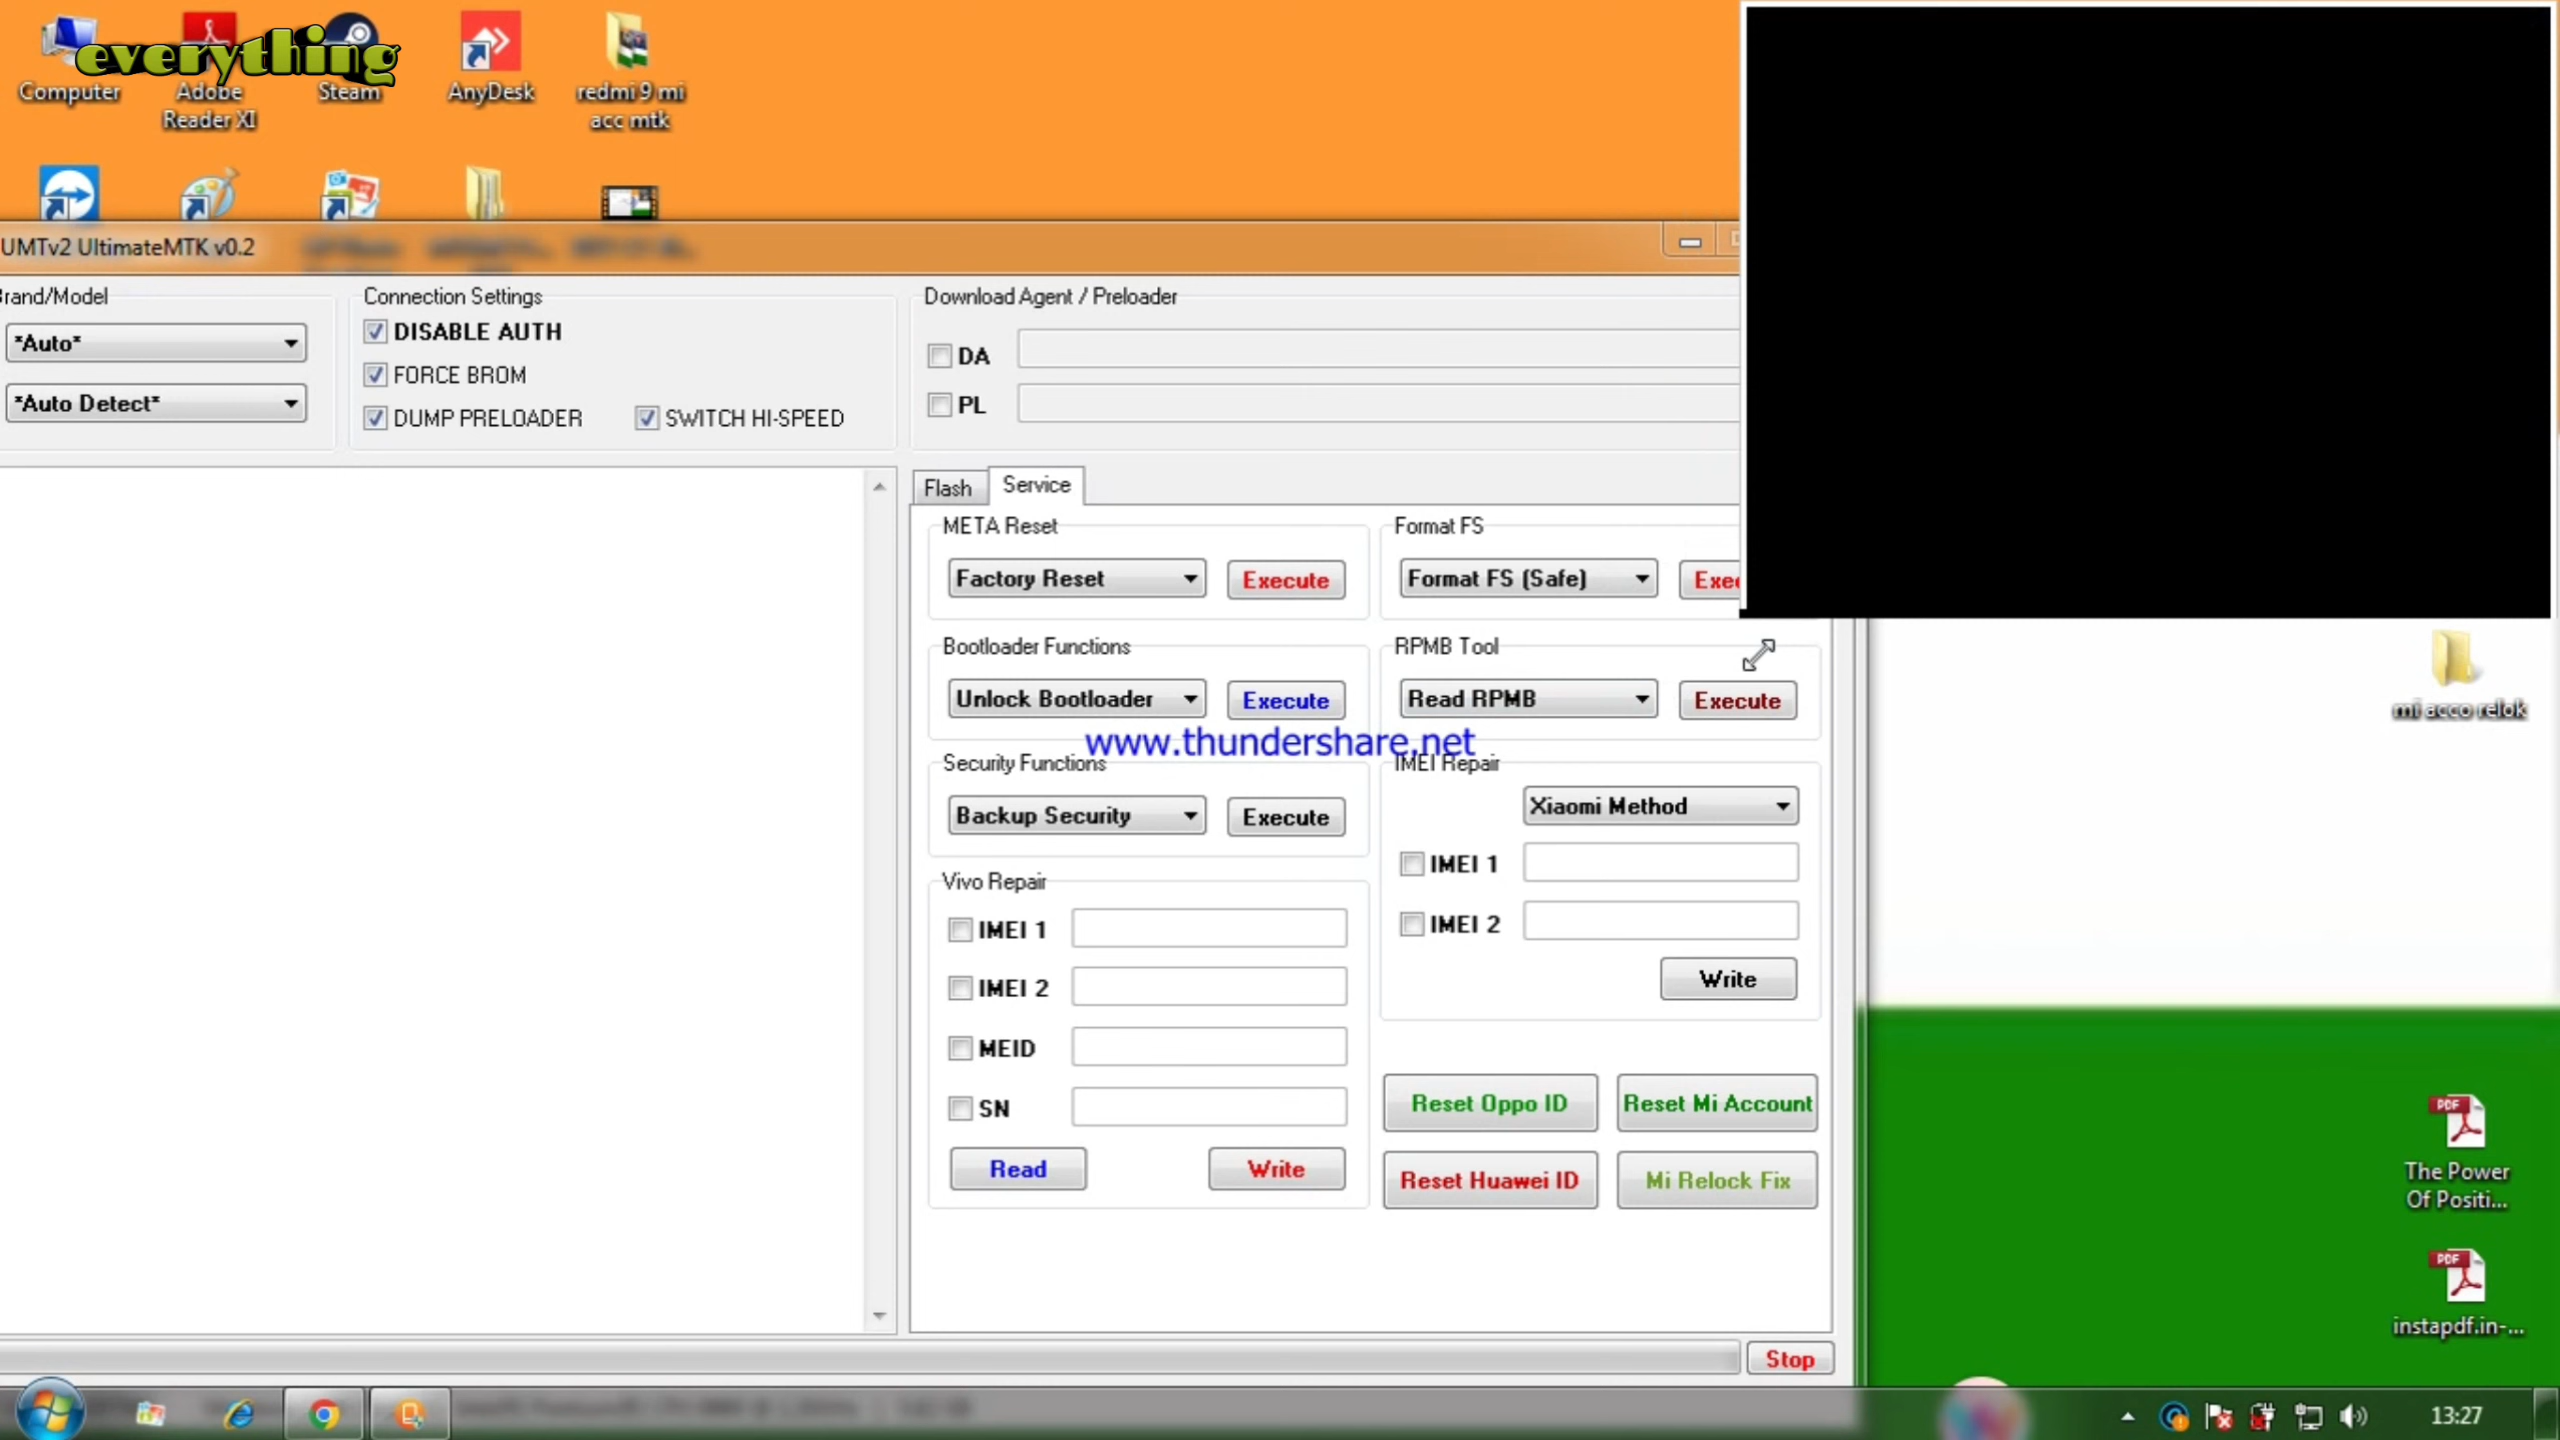 everything
Computer
Adobe
Reader XI
Steam
AnyDesk
redmi 9 mi
acc mtk
UMTv2 UltimateMTK v0.2
Brand/Model
*Auto*
*Auto Detect*
Connection Settings
DISABLE AUTH
FORCE BROM
DUMP PRELOADER
SWITCH HI-SPEED
Download Agent / Preloader
DA
PL
Flash
Service
META Reset
Factory Reset
Execute
Format FS
Format FS (Safe)
Exe
Bootloader Functions
Unlock Bootloader
Execute
RPMB Tool
Read RPMB
Execute
www.thundershare.net
Security Functions
Backup Security
Execute
IMEI Repair
Xiaomi Method
IMEI 1
IMEI 2
Write
Vivo Repair
IMEI 1
IMEI 2
MEID
SN
Read
Write
Reset Oppo ID
Reset Mi Account
Reset Huawei ID
Mi Relock Fix
Stop
mi acco relok
PDF
The Power
Of Positi...
PDF
instapdf.in-...
13:27